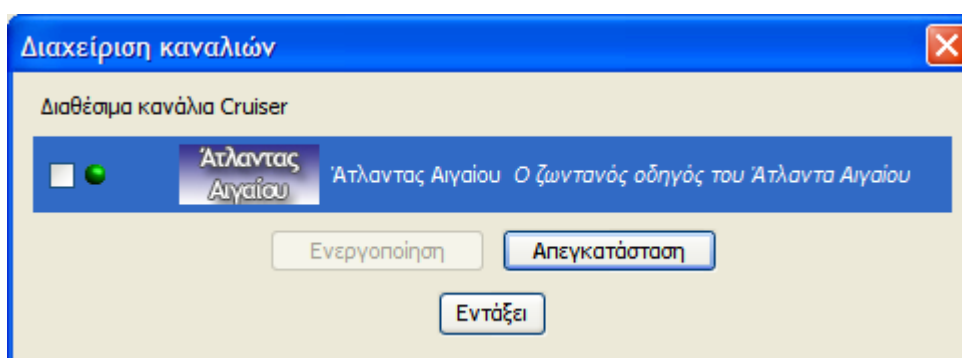 Διαχείριση καναλιών
Διαθέσιμα κανάλια Cruiser
Άτλαντας
Αιγαίου
Άτλαντας Αιγαίου Ο ζωντανός οδηγός του Άτλαντα Αιγαίου
Ενεργοποίηση Απεγκατάσταση
Εντάξει